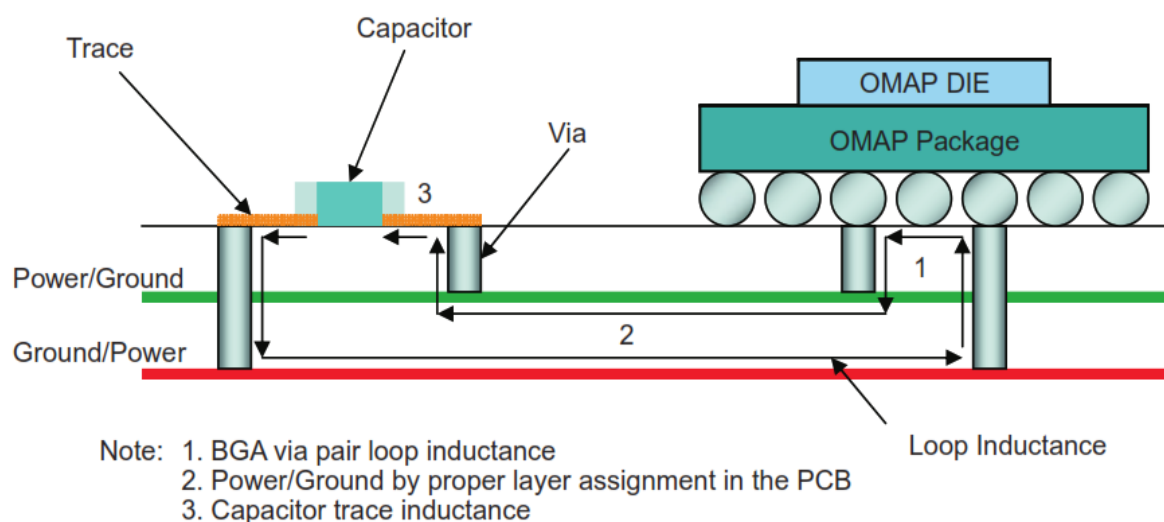 Capacitor
Trace
OMAP DIE
Via
OMAP Package
3
Power/Ground
1
2
Ground/Power
Loop Inductance
Note: 1. BGA via pair loop inductance
2. Power/Ground by proper layer assignment in the PCB
3. Capacitor trace inductance